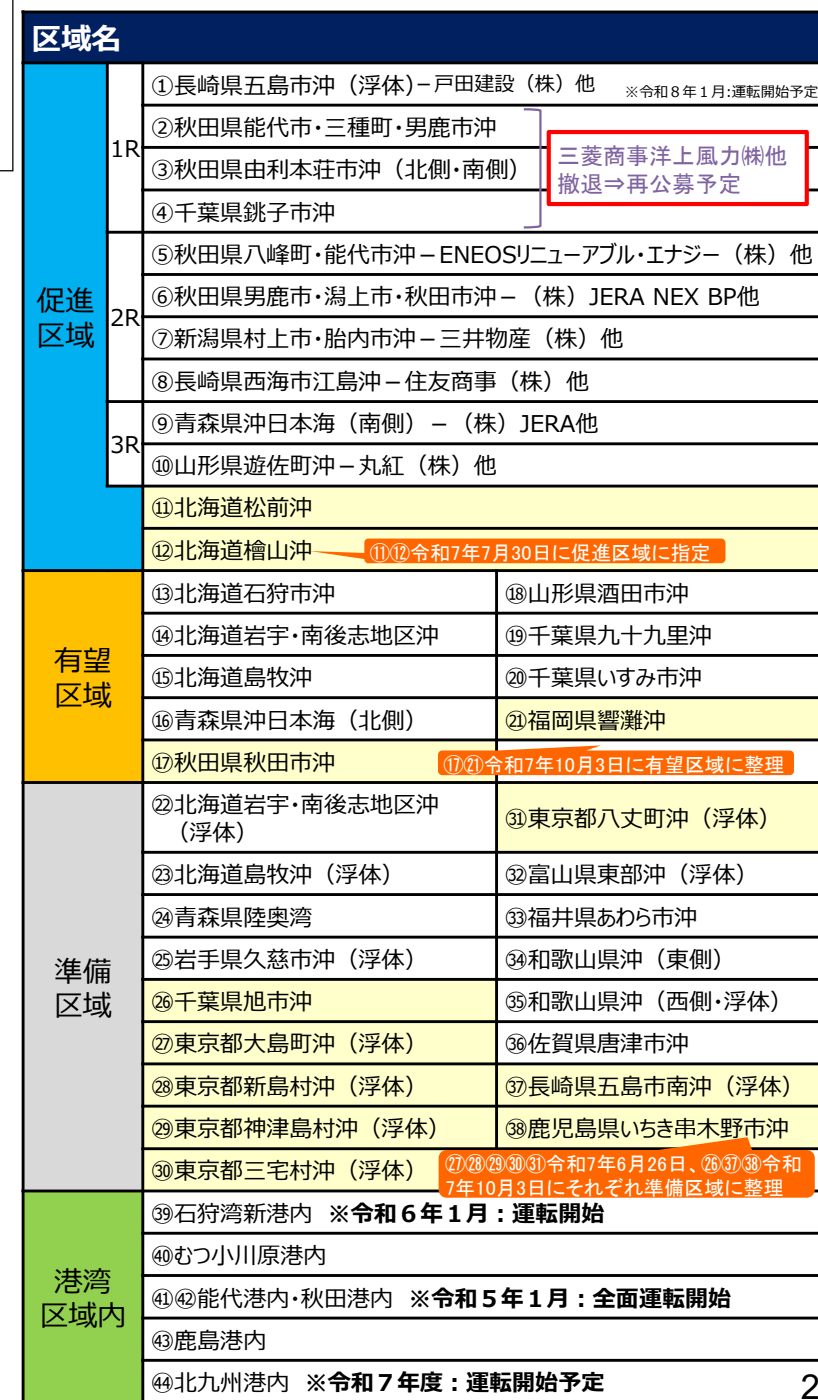 区域名
促進
区域
1R
①長崎県五島市沖（浮体）－戸田建設（株）他 ※令和８年１月:運転開始予定
②秋田県能代市・三種町・男鹿市沖
③秋田県由利本荘市沖（北側・南側）
④千葉県銚子市沖
三菱商事洋上風力㈱他
撤退⇒再公募予定
2R
⑤秋田県八峰町・能代市沖－ENEOSリニューアブル・エナジー（株）他
⑥秋田県男鹿市・潟上市・秋田市沖－（株）JERA NEX BP他
⑦新潟県村上市・胎内市沖－三井物産（株）他
⑧長崎県西海市江島沖－住友商事（株）他
3R
⑨青森県沖日本海（南側）－（株）JERA他
⑩山形県遊佐町沖－丸紅（株）他
⑪北海道松前沖
⑫北海道檜山沖
⑪⑫令和7年7月30日に促進区域に指定
有望
区域
⑬北海道石狩市沖
⑭北海道岩宇・南後志地区沖
⑮北海道島牧沖
⑯青森県沖日本海（北側）
⑰秋田県秋田市沖
⑱山形県酒田市沖
⑲千葉県九十九里沖
⑳千葉県いすみ市沖
㉑福岡県響灘沖
⑰㉑令和7年10月3日に有望区域に整理
準備
区域
㉒北海道岩宇・南後志地区沖
（浮体）
㉓北海道島牧沖（浮体）
㉔青森県陸奥湾
㉕岩手県久慈市沖（浮体）
㉖千葉県旭市沖
㉗東京都大島町沖（浮体）
㉘東京都新島村沖（浮体）
㉙東京都神津島村沖（浮体）
㉚東京都三宅村沖（浮体）
㉛東京都八丈町沖（浮体）
㉜富山県東部沖（浮体）
㉝福井県あわら市沖
㉞和歌山県沖（東側）
㉟和歌山県沖（西側・浮体）
㊱佐賀県唐津市沖
㊲長崎県五島市南沖（浮体）
㊳鹿児島県いちき串木野市沖
㉗㉘㉙㉚㉛令和7年6月26日、㉖㊲㊳令和
7年10月3日にそれぞれ準備区域に整理
港湾
区域内
㊴石狩湾新港内 ※令和６年１月：運転開始
㊵むつ小川原港内
㊶㊷能代港内・秋田港内 ※令和５年１月：全面運転開始
㊸鹿島港内
㊹北九州港内 ※令和７年度：運転開始予定
2